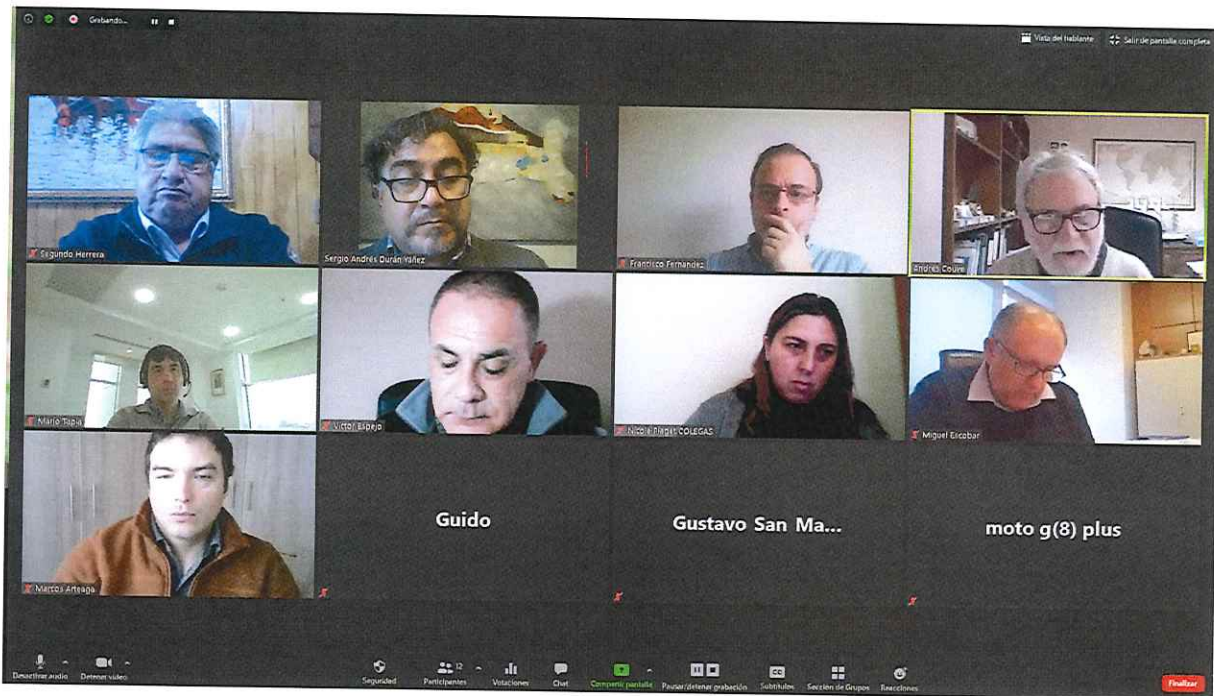 Grabando...
Vista del hablante
Salir de pantalla completa
Segundo Herrera
Sergio Andrés Durán Yáñez
Francisco Fernandez
Andrés Couve
Mario Tapia
Victor Espejo
Nicole Piaget COLEGAS
Miguel Escobar
Marcos Arteaga
Guido
Gustavo San Ma...
moto g(8) plus
Desactivar audio
Detener video
Seguridad
Participantes
12
Votaciones
Chat
Compartir pantalla
Pausar/detener grabación
CC
Subtítulos
Sección de Grupos
Reacciones
Finalizar